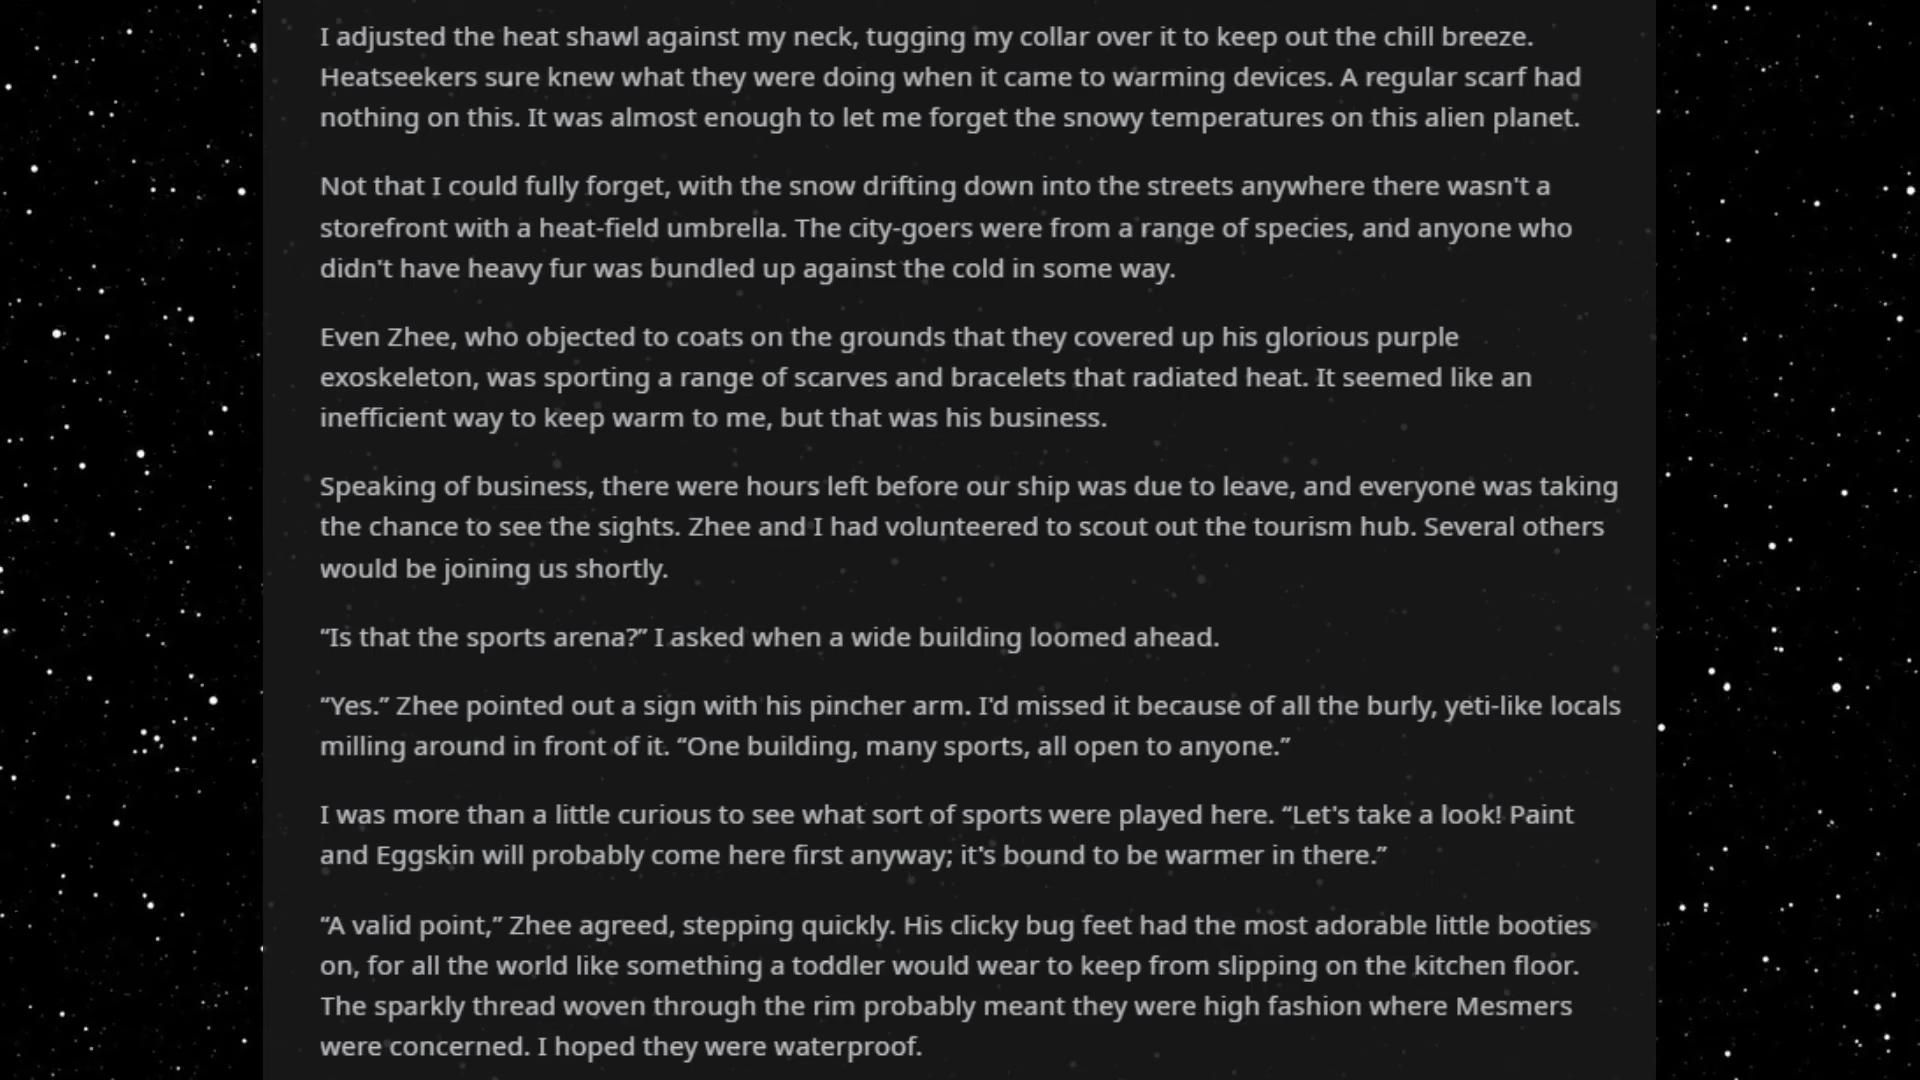 I adjusted the heat shawl against my neck, tugging my collar over it to keep out the chill breeze.
Heatseekers sure knew what they were doing when it came to warming devices. A regular scarf had
nothing on this. It was almost enough to let me forget the snowy temperatures on this alien planet.
Not that I could fully forget, with the snow drifting down into the streets anywhere there wasn't a
storefront with a heat-field umbrella. The city-goers were from a range of species, and anyone who
didn't have heavy fur was bundled up against the cold in some way.
Even Zhee, who objected to coats on the grounds that they covered up his glorious purple
exoskeleton, was sporting a range of scarves and bracelets that radiated heat. It seemed like an
inefficient way to keep warm to me, but that was his business.
Speaking of business, there were hours left before our ship was due to leave, and everyone was taking
the chance to see the sights. Zhee and I had volunteered to scout out the tourism hub. Several others
would be joining us shortly.
“Is that the sports arena?” I asked when a wide building loomed ahead.
“Yes.” Zhee pointed out a sign with his pincher arm. I'd missed it because of all the burly, yeti-like locals
milling around in front of it. “One building, many sports, all open to anyone.”
I was more than a little curious to see what sort of sports were played here. “Let's take a look! Paint
and Eggskin will probably come here first anyway; it's bound to be warmer in there.”
“A valid point,” Zhee agreed, stepping quickly. His clicky bug feet had the most adorable little booties
on, for all the world like something a toddler would wear to keep from slipping on the kitchen floor.
The sparkly thread woven through the rim probably meant they were high fashion where Mesmers
were concerned. I hoped they were waterproof.